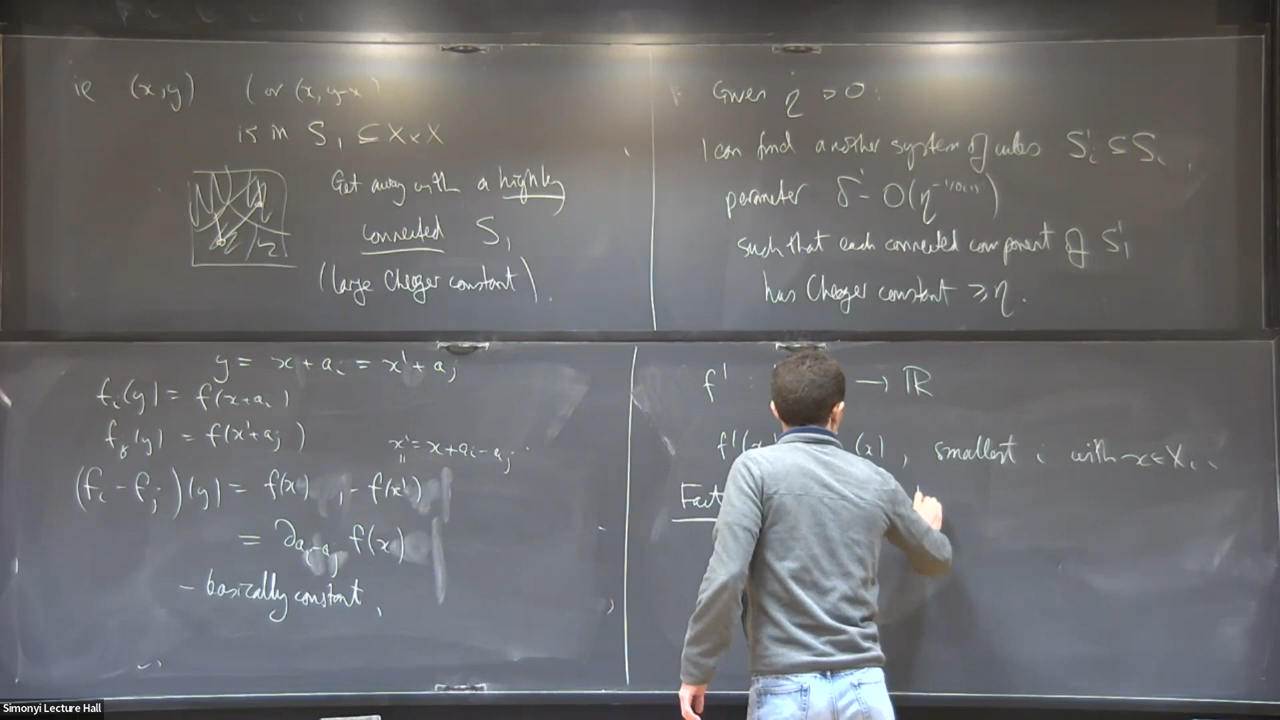 ie (x,y) (or (x, y-x)
is in S₁ ⊆ X×X
Get away with a highly
connected S₁
(large Cheeger constant).
Given η > 0:
I can find another system of cubes S'ᵢ ⊆ Sᵢ,
parameter δ' = O(η^{-1/O(1)})
such that each connected component of S'₁
has Cheeger constant ≥ η.
y = x + aᵢ = x' + aⱼ
fᵢ(y) = f(x+aᵢ)
fⱼ(y) = f(x'+aⱼ)
x' = x + aᵢ - aⱼ
(fᵢ - fⱼ)(y) = f(x) - f(x')
= ∂ f(x)
- basically constant,
f' : → ℝ
f'(x (x), smallest i with x ∈ Xᵢ.
Fact
Simonyi Lecture Hall